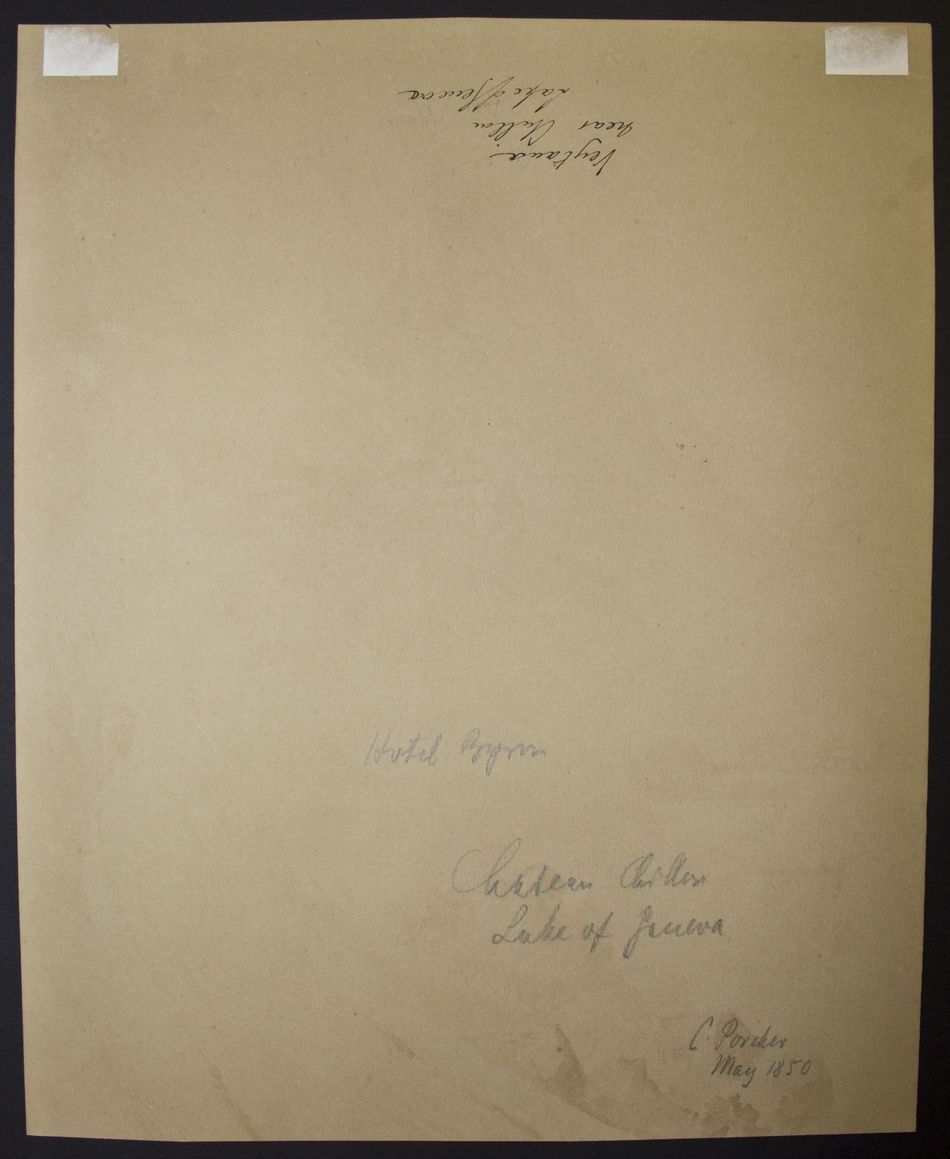 Veytaux
near Chillon
Lake of Geneva
Hotel Byron
Chateau Chillon
Lake of Geneva
C. Porcher
May 1850